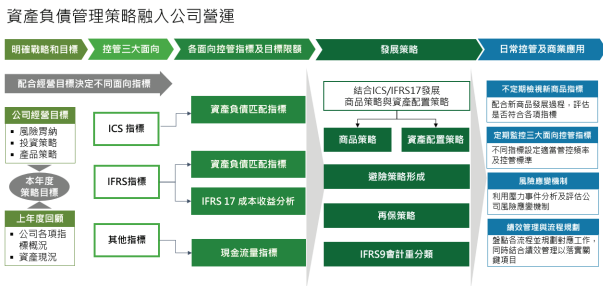 資產負債管理策略融入公司營運
明確戰略和目標
控管三大面向
各面向控管指標及目標限額
發展策略
日常控管及商業應用
配合經營目標決定不同面向指標
公司經營目標
▪ 風險胃納
▪ 投資策略
▪ 產品策略
本年度
策略目標
上年度回顧
▪ 公司各項指
標概況
▪ 資產現況
ICS 指標
IFRS指標
其他指標
資產負債匹配指標
資產負債匹配指標
IFRS 17 成本收益分析
現金流量指標
結合ICS/IFRS17發展
商品策略與資產配置策略
商品策略
資產配置策略
避險策略形成
再保策略
IFRS9會計重分類
不定期檢視新商品指標
配合新商品發展過程，評估
是否符合各項指標
定期監控三大面向控管指標
不同指標設定適當管控頻率
及控管標準
風險應變機制
利用壓力事件分析及評估公
司風險應變機制
績效管理與流程規劃
盤點各流程並規劃對應工作，
同時結合績效管理以落實關
鍵項目